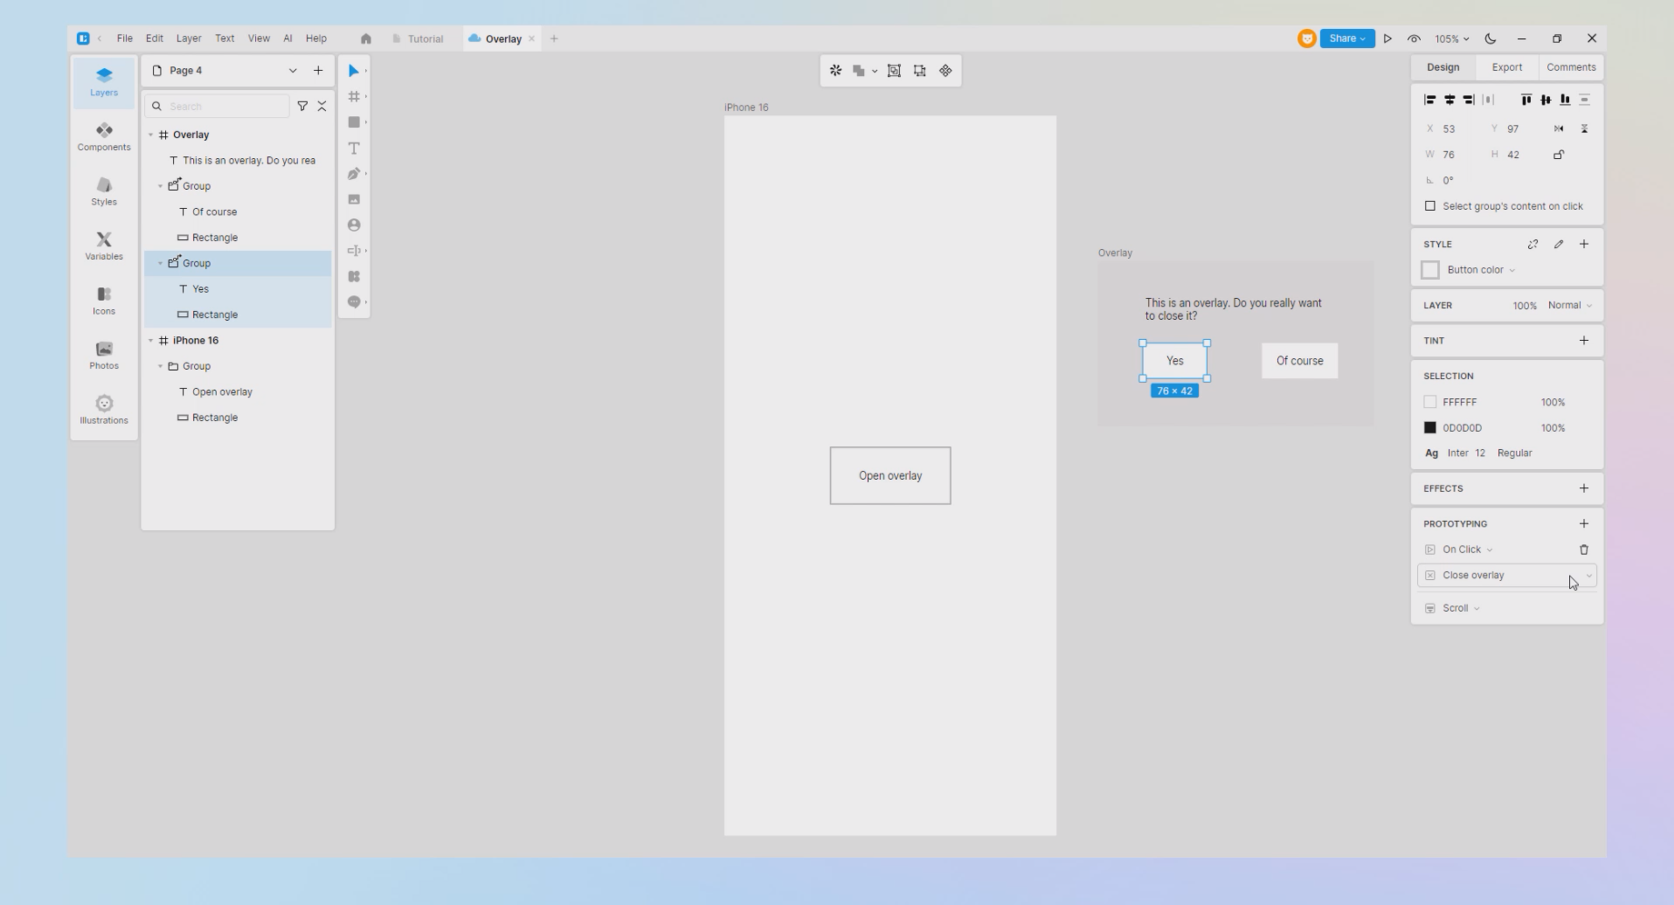 File Edit Layer Text View AI Help
Tutorial
Overlay
Share
105%
Layers
Components
Styles
Variables
Icons
Photos
Illustrations
Page 4
Search
Overlay
This is an overlay. Do you rea
Group
Of course
Rectangle
Group
Yes
Rectangle
iPhone 16
Group
Open overlay
Rectangle
iPhone 16
Open overlay
Overlay
This is an overlay. Do you really want
to close it?
Yes
Of course
76 × 42
Design Export Comments
X 53 Y 97
W 76 H 42
0°
Select group's content on click
STYLE
Button color
LAYER 100% Normal
TINT
SELECTION
FFFFFF 100%
0D0D0D 100%
Ag Inter 12 Regular
EFFECTS
PROTOTYPING
On Click
Close overlay
Scroll